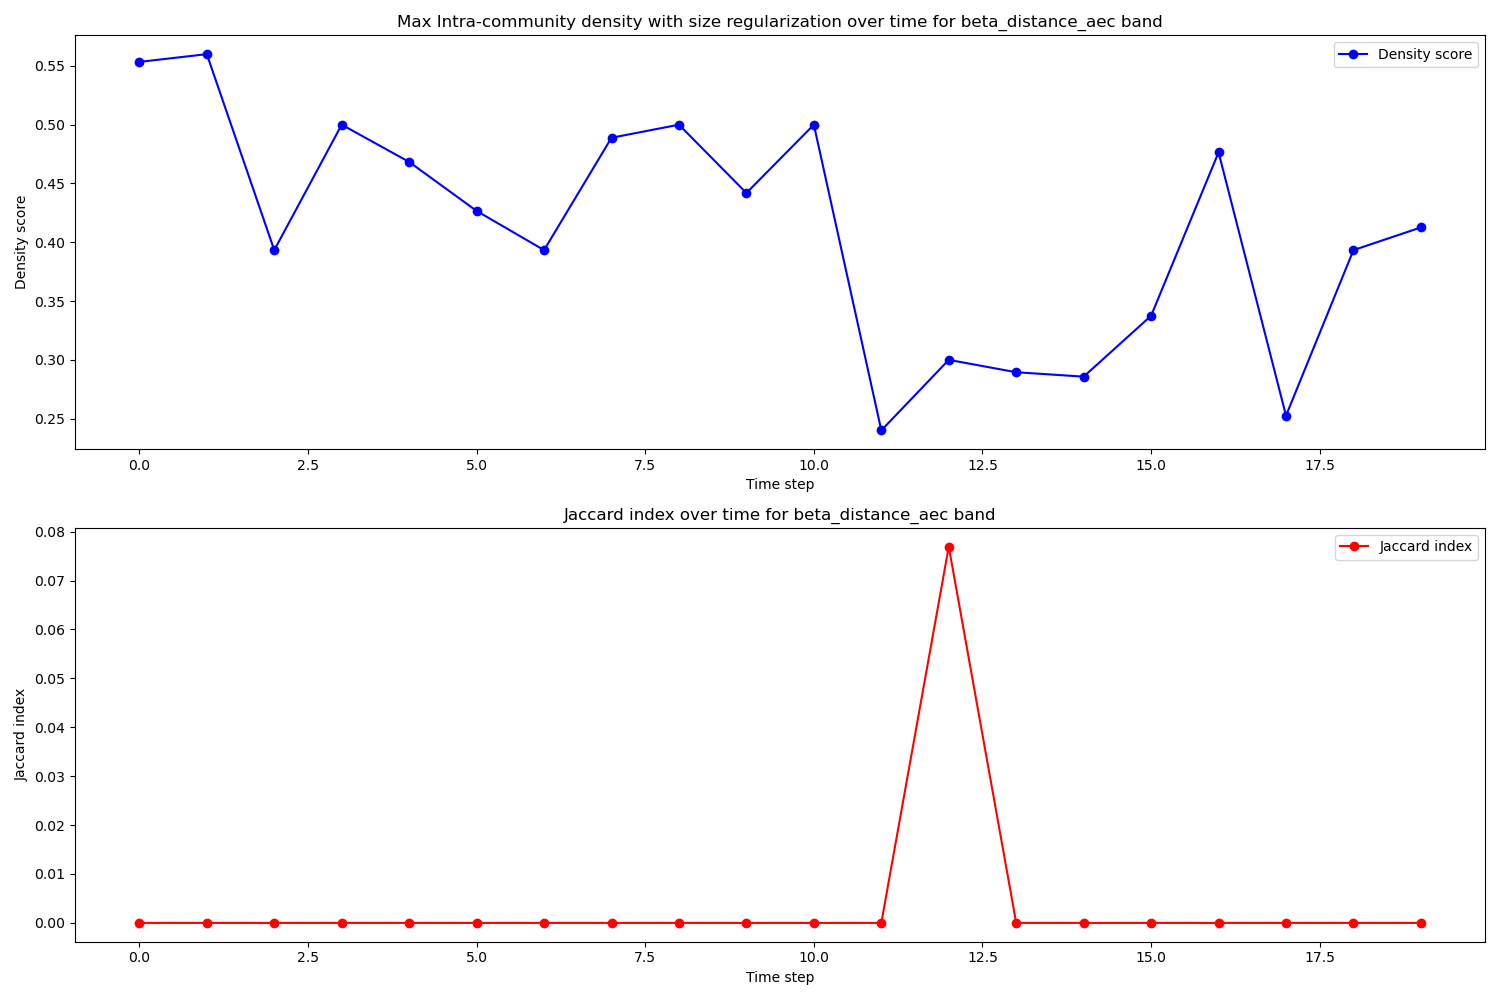 Max Intra-community density with size regularization over time for beta_distance_aec band
Density score
Density score
0.55
0.50
0.45
0.40
0.35
0.30
0.25
0.0 2.5 5.0 7.5 10.0 12.5 15.0 17.5
Time step
Jaccard index over time for beta_distance_aec band
Jaccard index
Jaccard index
0.08
0.07
0.06
0.05
0.04
0.03
0.02
0.01
0.00
0.0 2.5 5.0 7.5 10.0 12.5 15.0 17.5
Time step